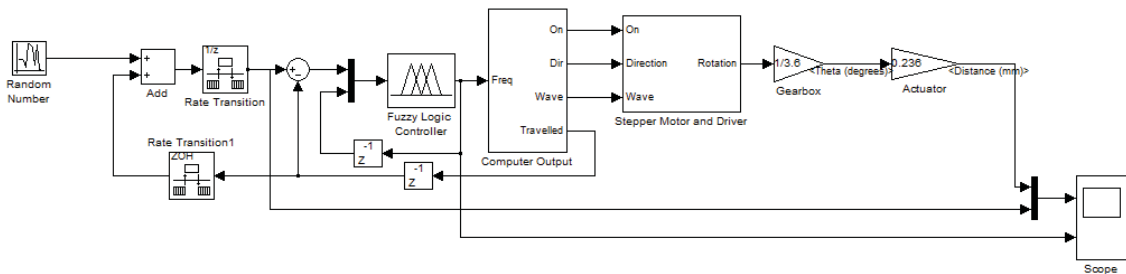 Random
Number
+
+
Add
1/z
Rate Transition
+
−
Fuzzy Logic
Controller
Freq
On
Dir
Wave
Travelled
Computer Output
On
Direction
Wave
Rotation
Stepper Motor and Driver
1/3.6
Gearbox
<Theta (degrees)>
0.236
Actuator
<Distance (mm)>
Rate Transition1
ZOH
-1
Z
-1
Z
Scope